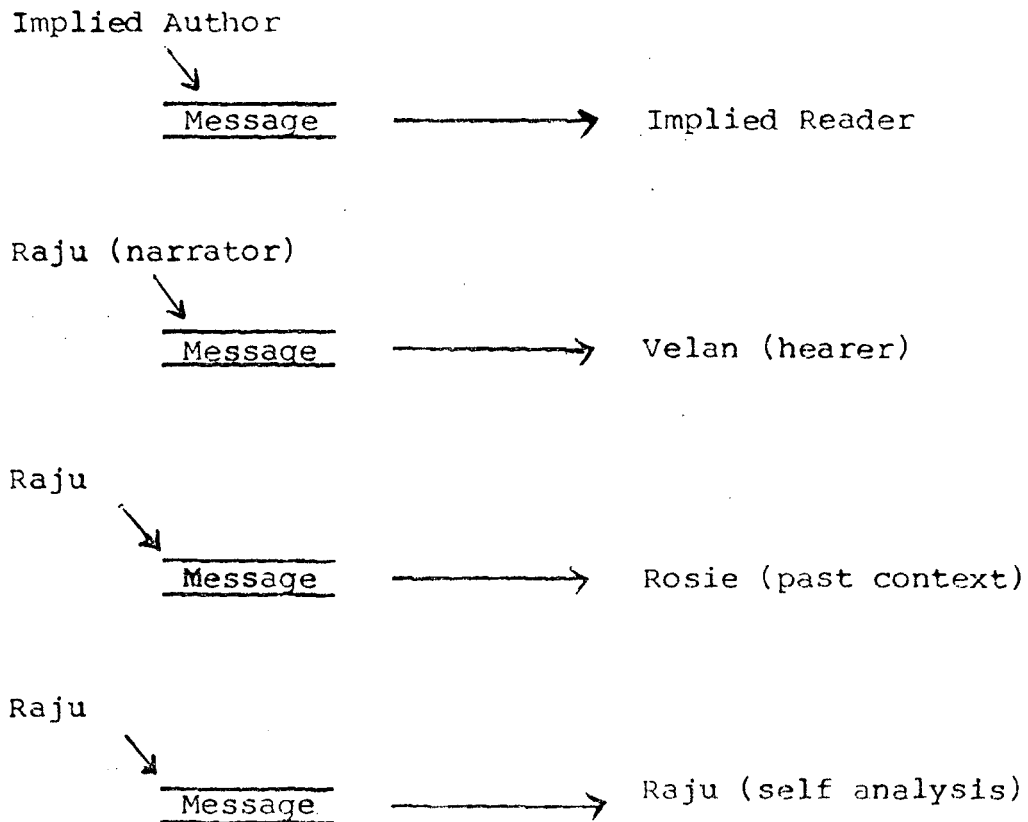 Implied Author
Message Implied Reader
Raju (narrator)
Message Velan (hearer)
Raju
Message Rosie (past context)
Raju
Raju (self analysis)
Message